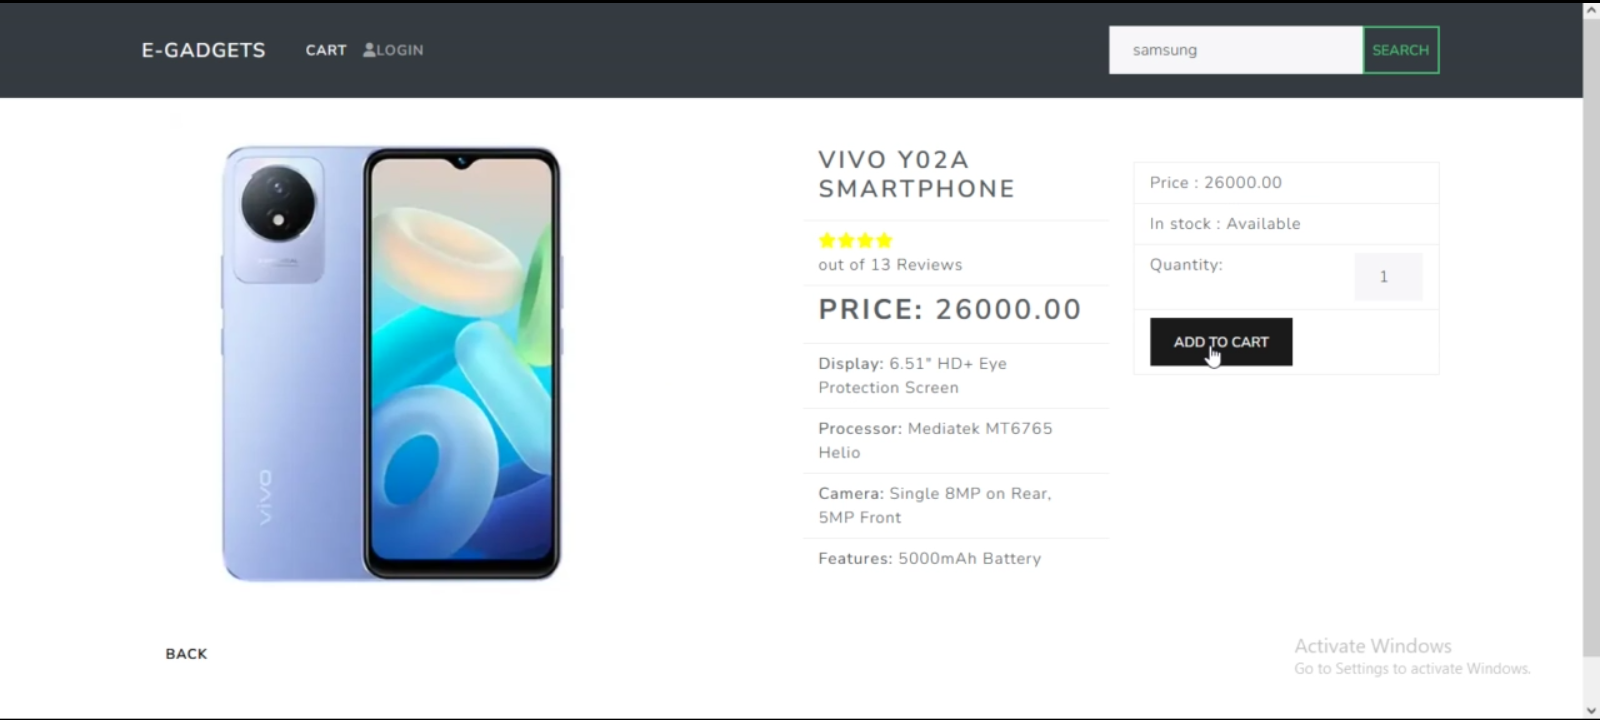 E-GADGETS CART LOGIN samsung SEARCH
vivo
VIVO Y02A
SMARTPHONE
out of 13 Reviews
PRICE: 26000.00
Display: 6.51" HD+ Eye
Protection Screen
Processor: Mediatek MT6765
Helio
Camera: Single 8MP on Rear,
5MP Front
Features: 5000mAh Battery
Price : 26000.00
In stock : Available
Quantity: 1
ADD TO CART
BACK
Activate Windows
Go to Settings to activate Windows.